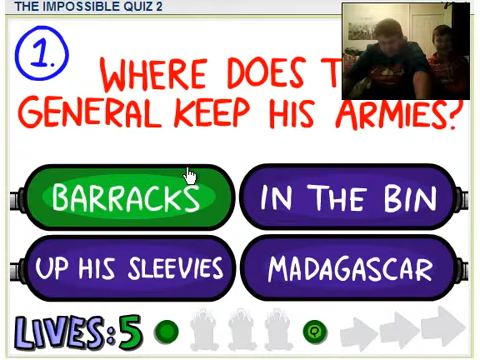 THE IMPOSSIBLE QUIZ 2
1.
WHERE DOES
GENERAL KEEP HIS ARMIES?
BARRACKS
IN THE BIN
UP HIS SLEEVIES
MADAGASCAR
LIVES:5